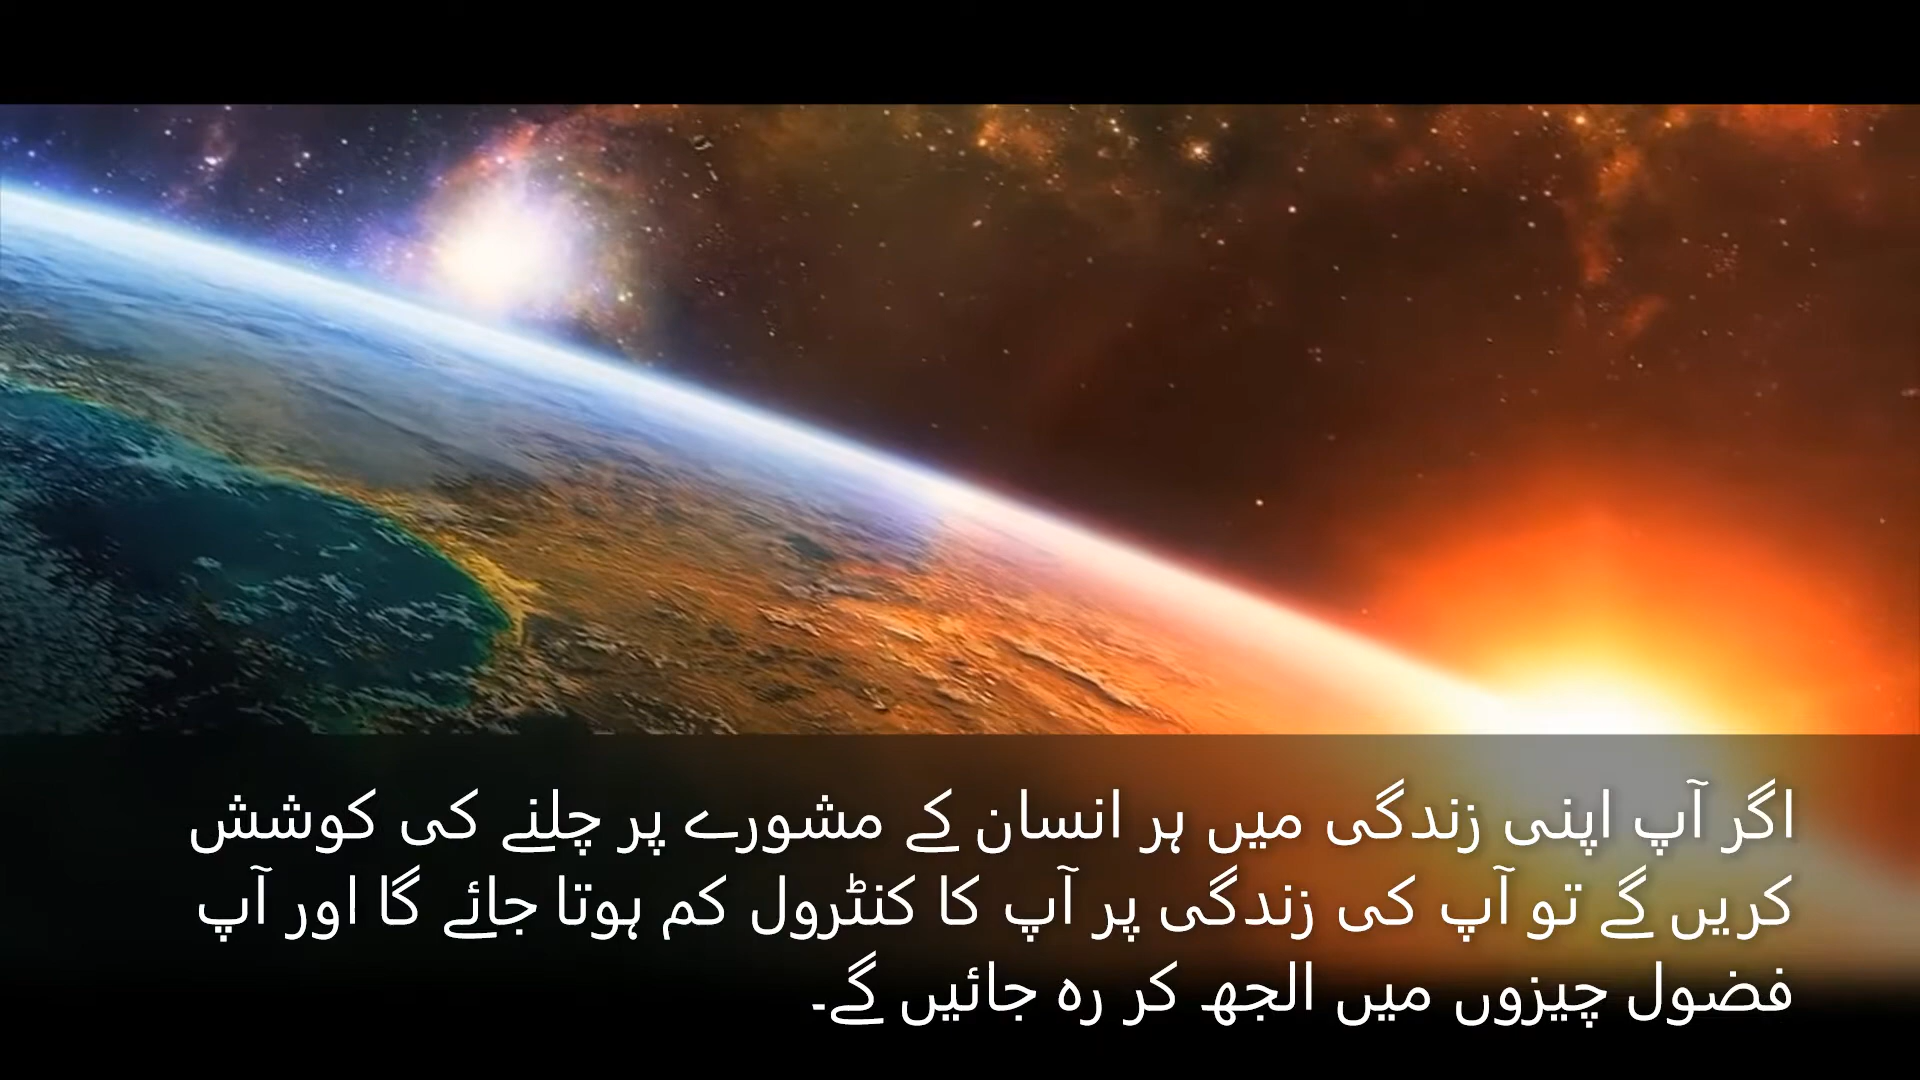 اگر آپ اپنی زندگی میں ہر انسان کے مشورے پر چلنے کی کوشش
کریں گے تو آپ کی زندگی پر آپ کا کنٹرول کم ہوتا جائے گا اور آپ
فضول چیزوں میں الجھ کر رہ جائیں گے۔